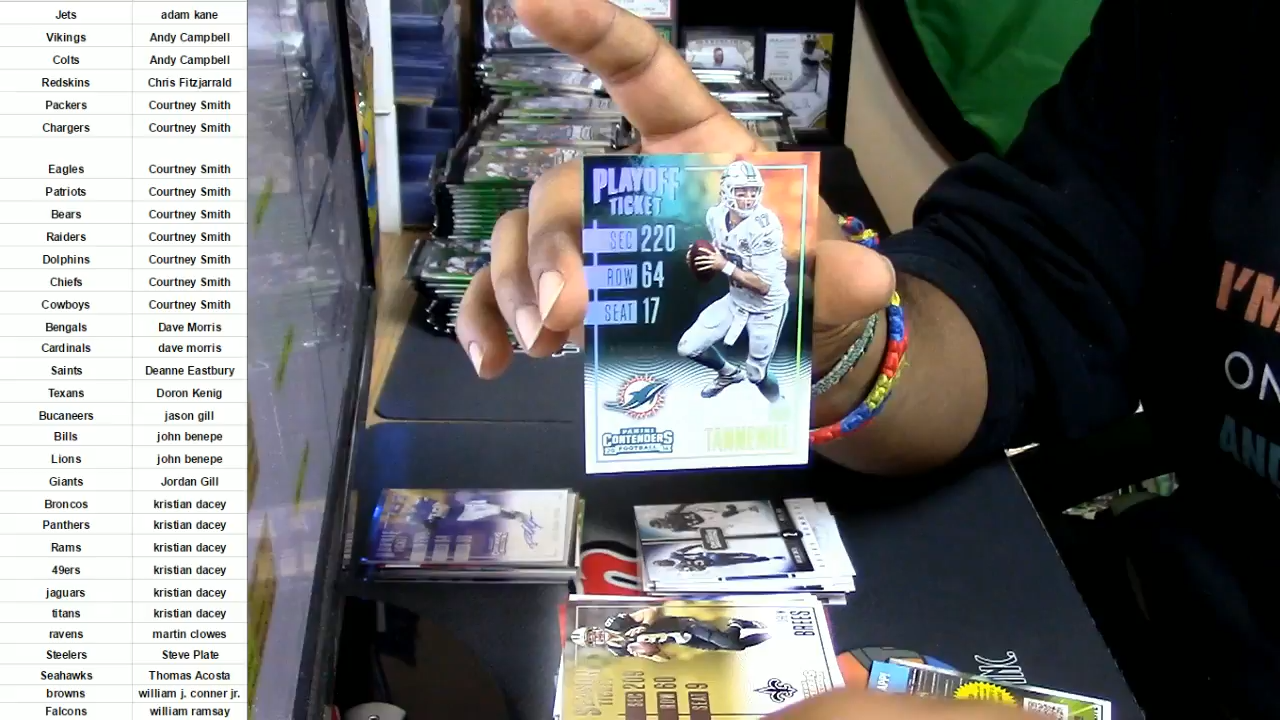 Jets adam kane
Vikings Andy Campbell
Colts Andy Campbell
Redskins Chris Fitzjarrald
Packers Courtney Smith
Chargers Courtney Smith
Eagles Courtney Smith
Patriots Courtney Smith
Bears Courtney Smith
Raiders Courtney Smith
Dolphins Courtney Smith
Chiefs Courtney Smith
Cowboys Courtney Smith
Bengals Dave Morris
Cardinals dave morris
Saints Deanne Eastbury
Texans Doron Kenig
Bucaneers jason gill
Bills john benepe
Lions john benepe
Giants Jordan Gill
Broncos kristian dacey
Panthers kristian dacey
Rams kristian dacey
49ers kristian dacey
jaguars kristian dacey
titans kristian dacey
ravens martin clowes
Steelers Steve Plate
Seahawks Thomas Acosta
browns william j. conner jr.
Falcons william ramsay
PLAYOFF
TICKET
SEC 220
ROW 64
SEAT 17
PANINI
CONTENDERS
FOOTBALL
TANNEHILL
I'M
ON
BREES
ROW 60